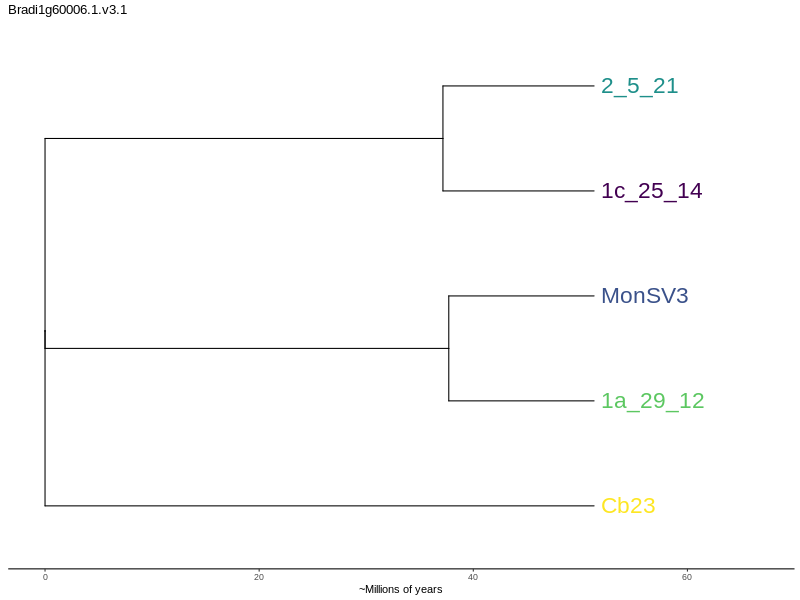 Bradi1g60006.1.v3.1
2_5_21
1c_25_14
MonSV3
1a_29_12
Cb23
0 20 40 60
~Millions of years